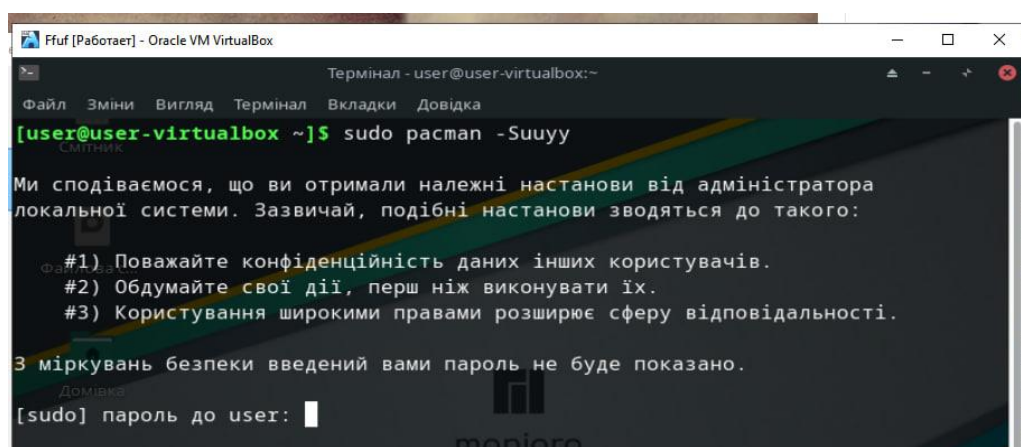 Ffuf [Работает] - Oracle VM VirtualBox
Термінал - user@user-virtualbox:~
Файл Зміни Вигляд Термінал Вкладки Довідка
[user@user-virtualbox ~]$ sudo pacman -Suuyy
Смітник
Ми сподіваємося, що ви отримали належні настанови від адміністратора
локальної системи. Зазвичай, подібні настанови зводяться до такого:
#1) Поважайте конфіденційність даних інших користувачів.
#2) Обдумайте свої дії, перш ніж виконувати їх.
#3) Користування широкими правами розширює сферу відповідальності.
З міркувань безпеки введений вами пароль не буде показано.
Домівка
[sudo] пароль до user:
manjaro